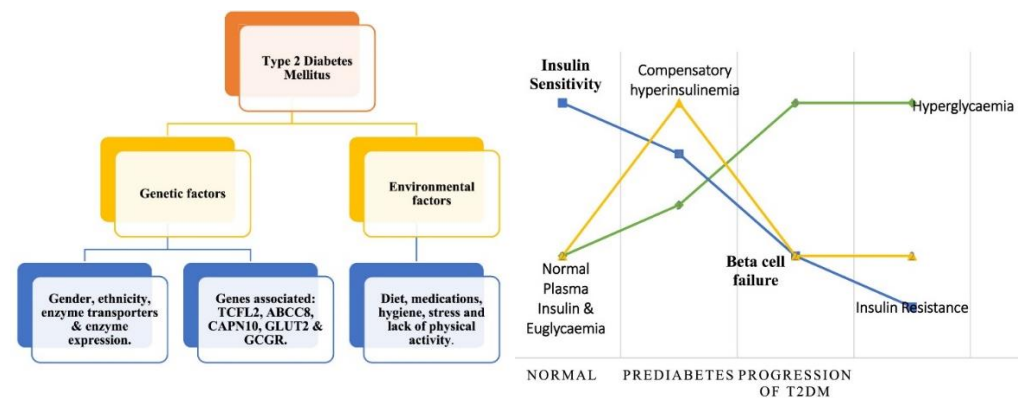 Type 2 Diabetes
Mellitus
Genetic factors
Environmental
factors
Gender, ethnicity,
enzyme transporters
& enzyme
expression.
Genes associated:
TCFL2, ABCC8,
CAPN10, GLUT2 &
GCGR.
Diet, medications,
hygiene, stress and
lack of physical
activity.
Insulin
Sensitivity
Compensatory
hyperinsulinemia
Hyperglycaemia
Normal
Plasma
Insulin &
Euglycaemia
Beta cell
failure
Insulin Resistance
NORMAL
PREDIABETES
PROGRESSION
OF T2DM